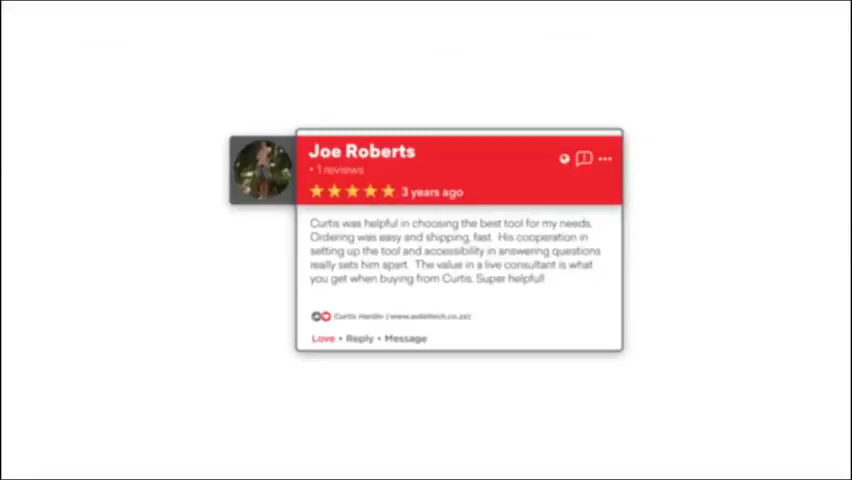 Joe Roberts
• 1 reviews
3 years ago
Curtis was helpful in choosing the best tool for my needs.
Ordering was easy and shipping, fast. His cooperation in
setting up the tool and accessibility in answering questions
really sets him apart. The value in a live consultant is what
you get when buying from Curtis. Super helpful!
Curtis
Love • Reply • Message